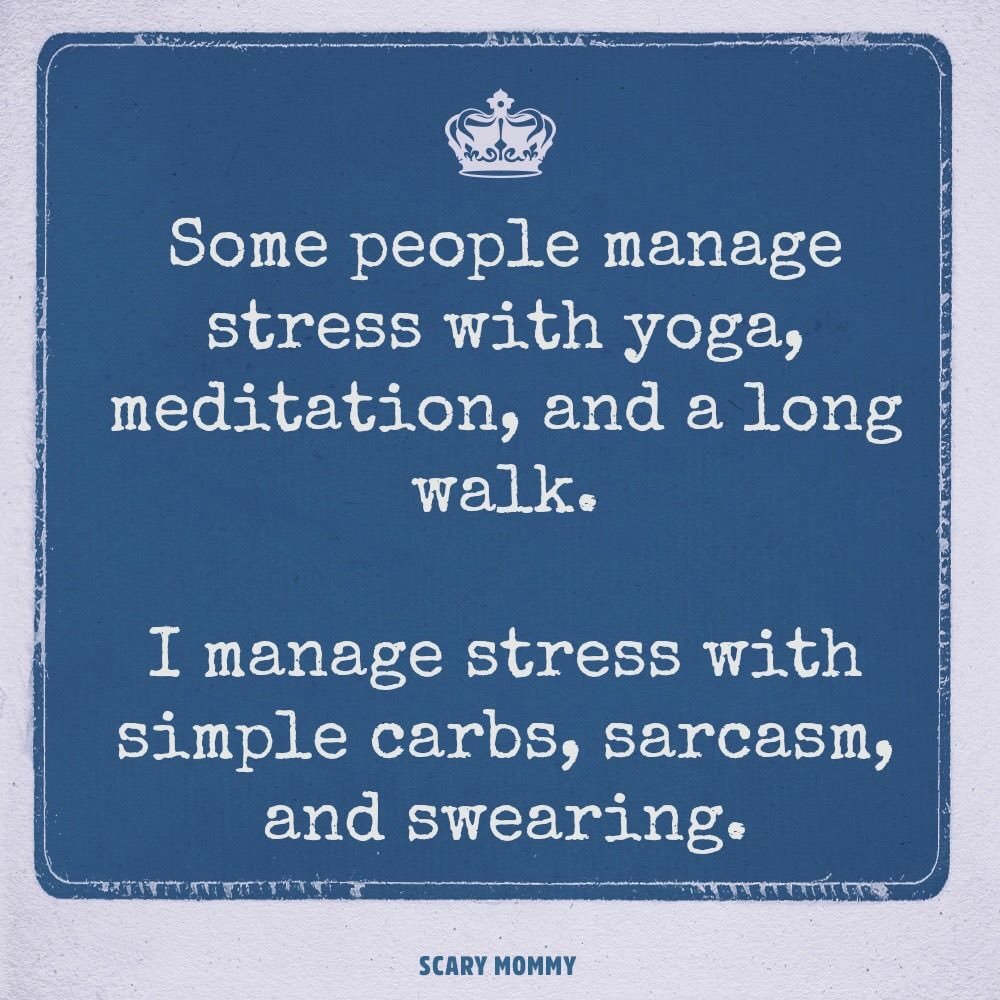 Some people manage
stress with yoga,
meditation, and a long
walk.
I manage stress with
simple carbs, sarcasm,
and swearing.
SCARY MOMMY